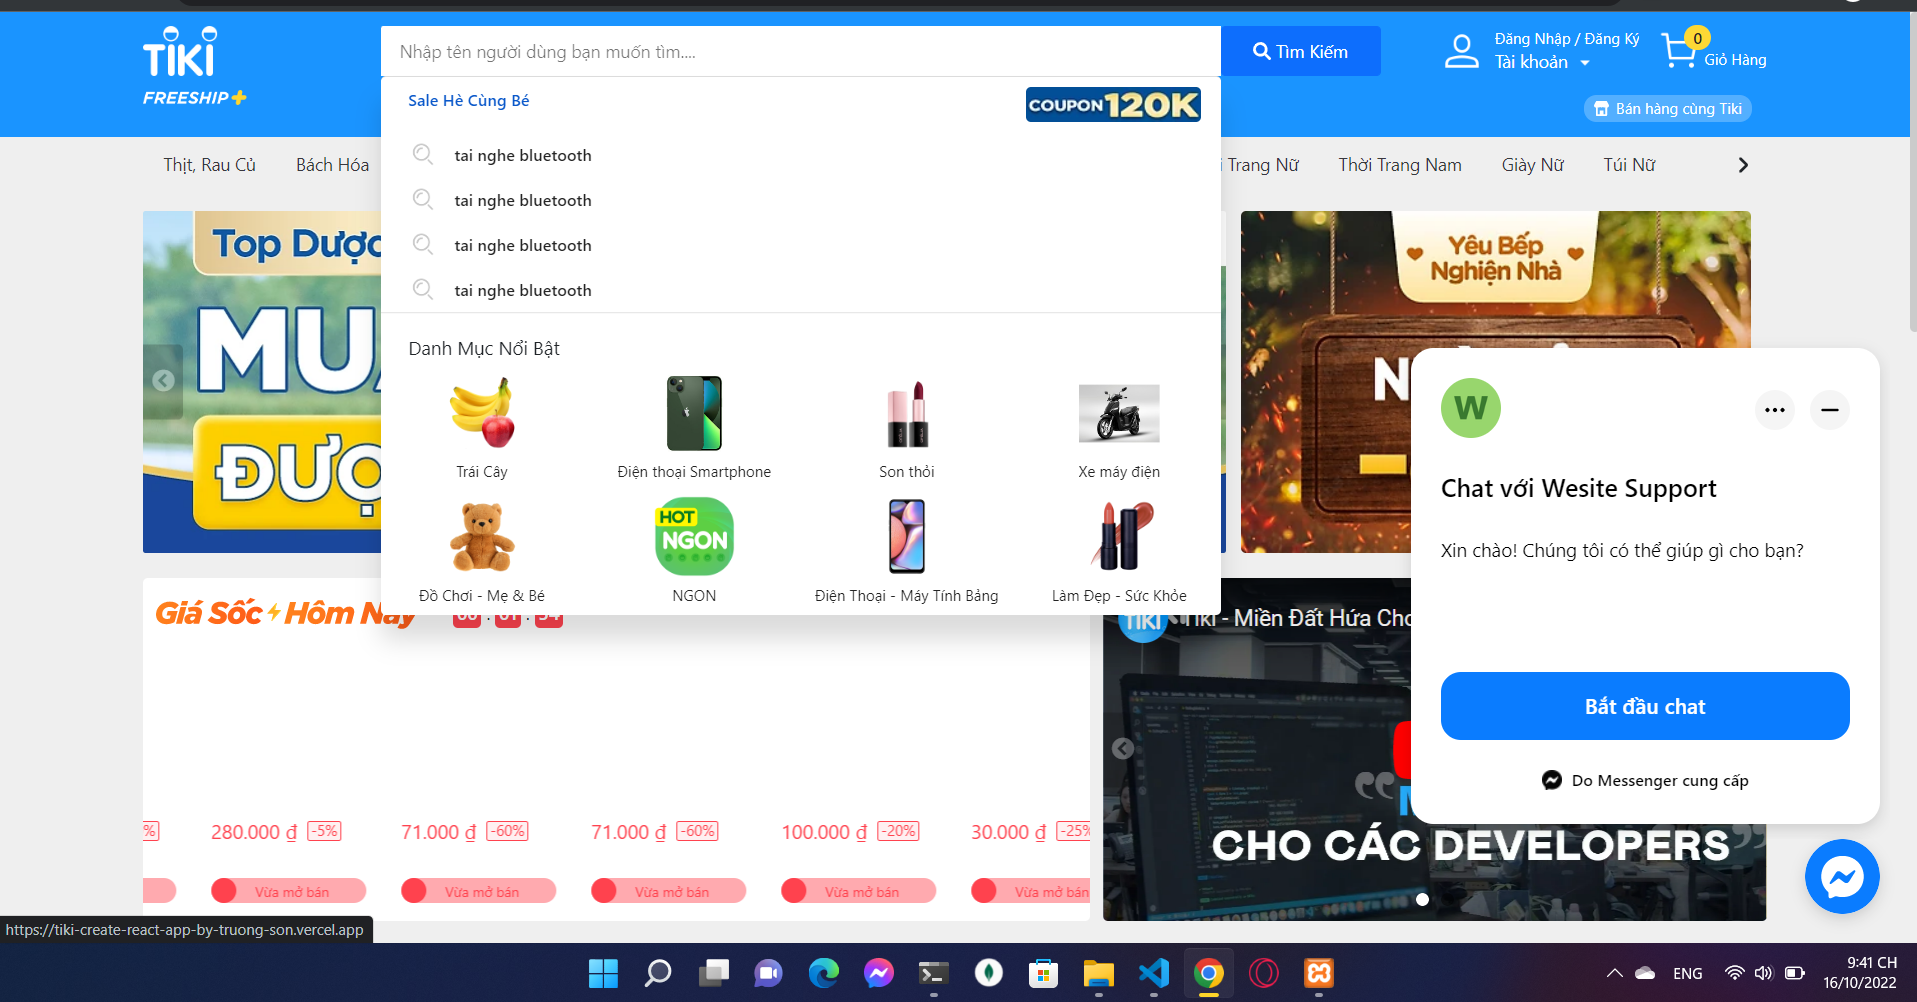 TIKI
FREESHIP+
Nhập tên người dùng bạn muốn tìm....
Tìm Kiếm
Đăng Nhập / Đăng Ký
Tài khoản
0
Giỏ Hàng
Bán hàng cùng Tiki
Sale Hè Cùng Bé
COUPON 120K
tai nghe bluetooth
tai nghe bluetooth
tai nghe bluetooth
tai nghe bluetooth
Thịt, Rau Củ
Bách Hóa
Trang Nữ
Thời Trang Nam
Giày Nữ
Túi Nữ
Top Dược
MUA
ĐƯỢ
Yêu Bếp
Nghiện Nhà
Danh Mục Nổi Bật
Trái Cây
Điện thoại Smartphone
Son thỏi
Xe máy điện
HOT
NGON
Đồ Chơi - Mẹ & Bé
NGON
Điện Thoại - Máy Tính Bảng
Làm Đẹp - Sức Khỏe
W
Chat với Wesite Support
Xin chào! Chúng tôi có thể giúp gì cho bạn?
Bắt đầu chat
Do Messenger cung cấp
Giá Sốc Hôm Nay
TIKI
Tiki - Miền Đất Hứa Cho
CHO CÁC DEVELOPERS
%
280.000 ₫ -5%
71.000 ₫ -60%
71.000 ₫ -60%
100.000 ₫ -20%
30.000 ₫ -25%
Vừa mở bán
Vừa mở bán
Vừa mở bán
Vừa mở bán
Vừa mở bán
https://tiki-create-react-app-by-truong-son.vercel.app
ENG
9:41 CH
16/10/2022